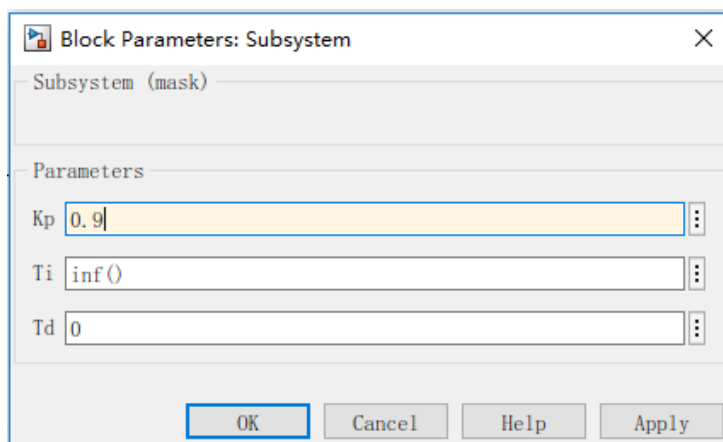 Block Parameters: Subsystem
Subsystem (mask)
Parameters
Kp 0.9
Ti inf()
Td 0
OK Cancel Help Apply